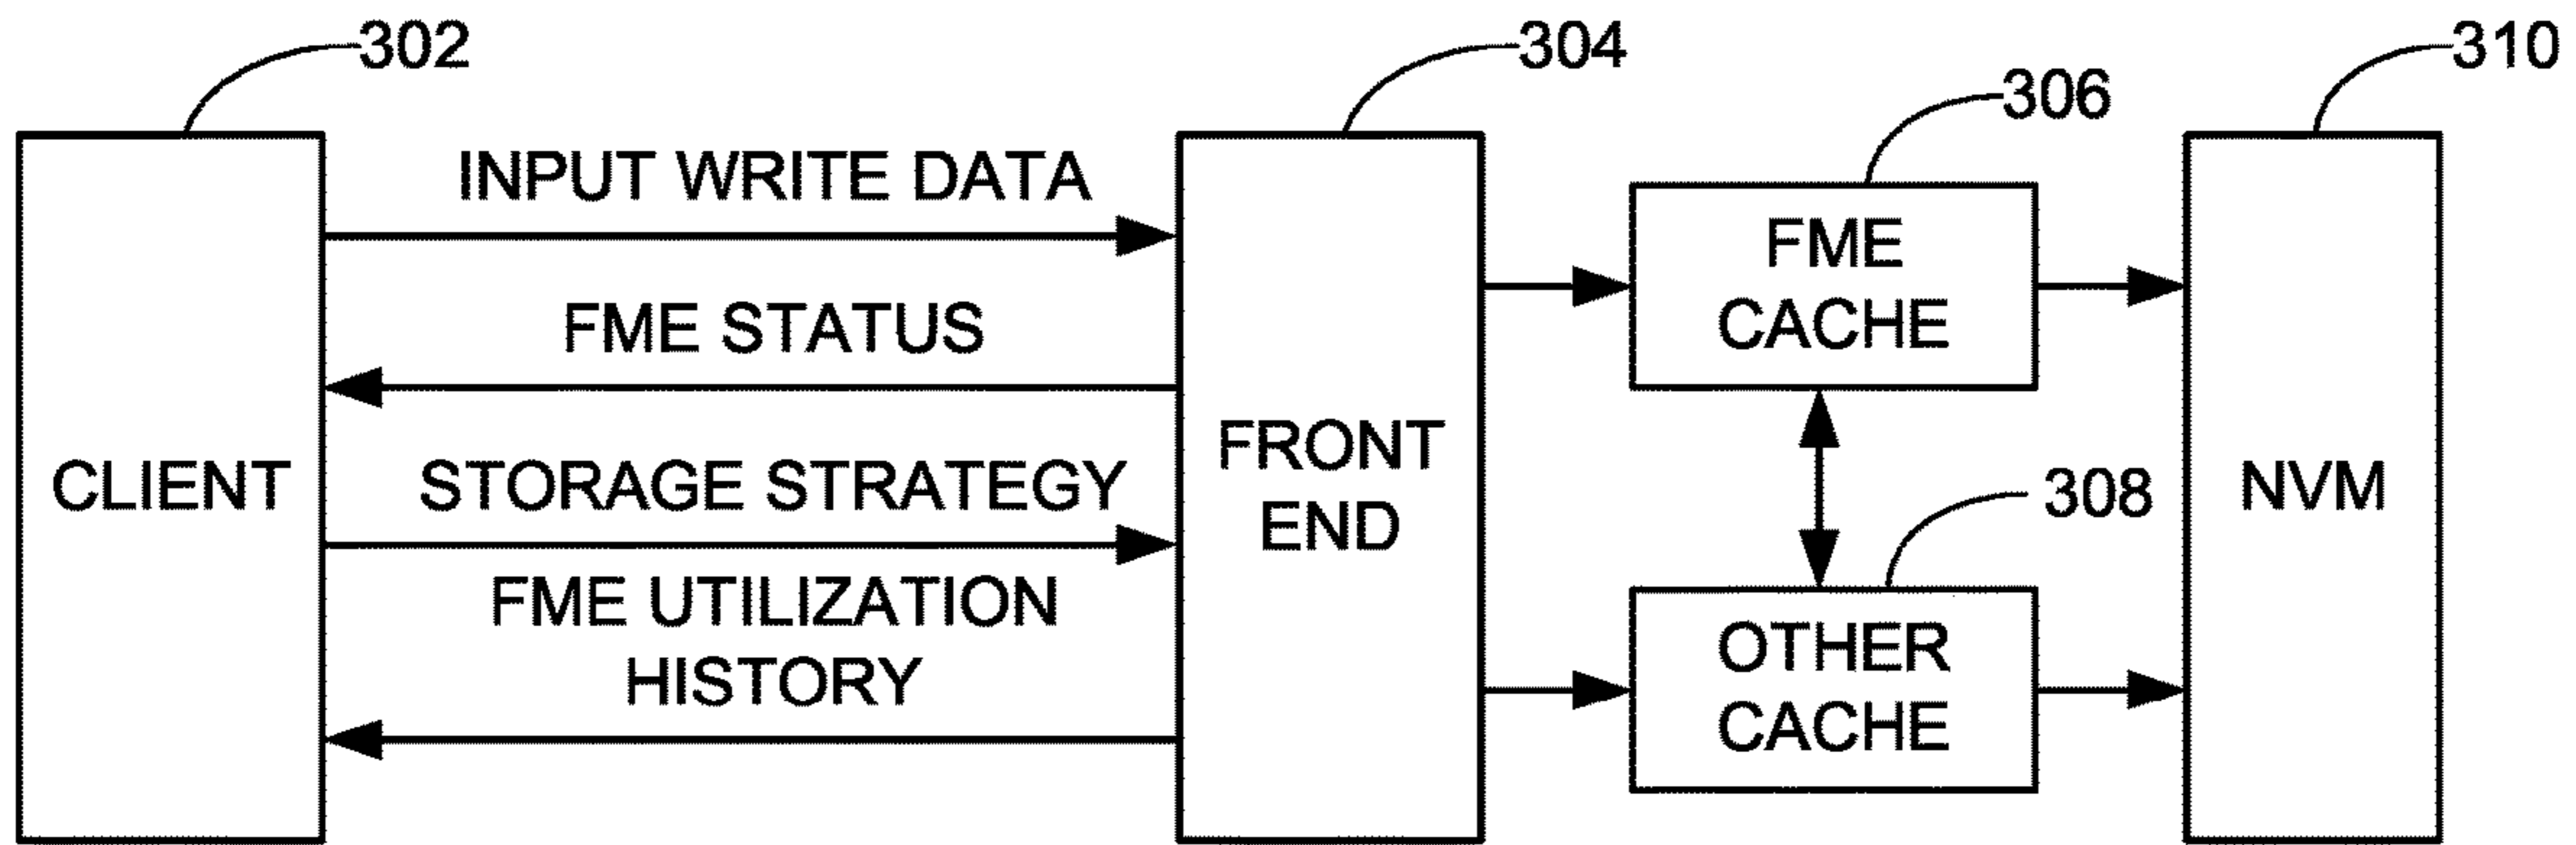 302
304
306
310
INPUT WRITE DATA
FME STATUS
CLIENT
STORAGE STRATEGY
FME UTILIZATION
HISTORY
FRONT
END
FME
CACHE
308
OTHER
CACHE
NVM